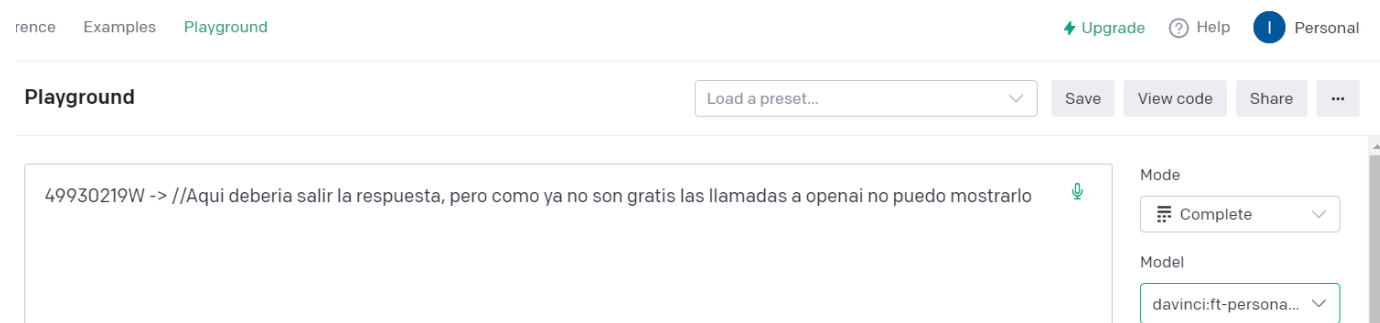 rence Examples Playground Upgrade Help I Personal
Playground Load a preset... Save View code Share ...
49930219W -> //Aqui deberia salir la respuesta, pero como ya no son gratis las llamadas a openai no puedo mostrarlo
Mode
Complete
Model
davinci:ft-persona...